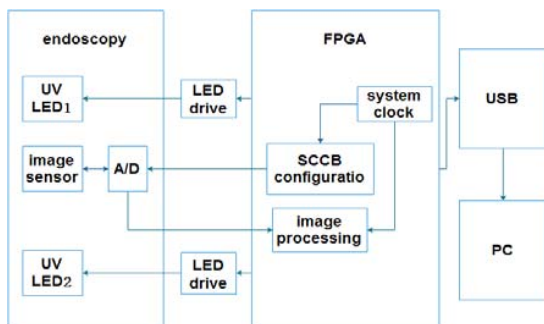 endoscopy
FPGA
UV
LED1
LED
drive
system
clock
USB
image
sensor
A/D
SCCB
configuratio
image
processing
UV
LED2
LED
drive
PC